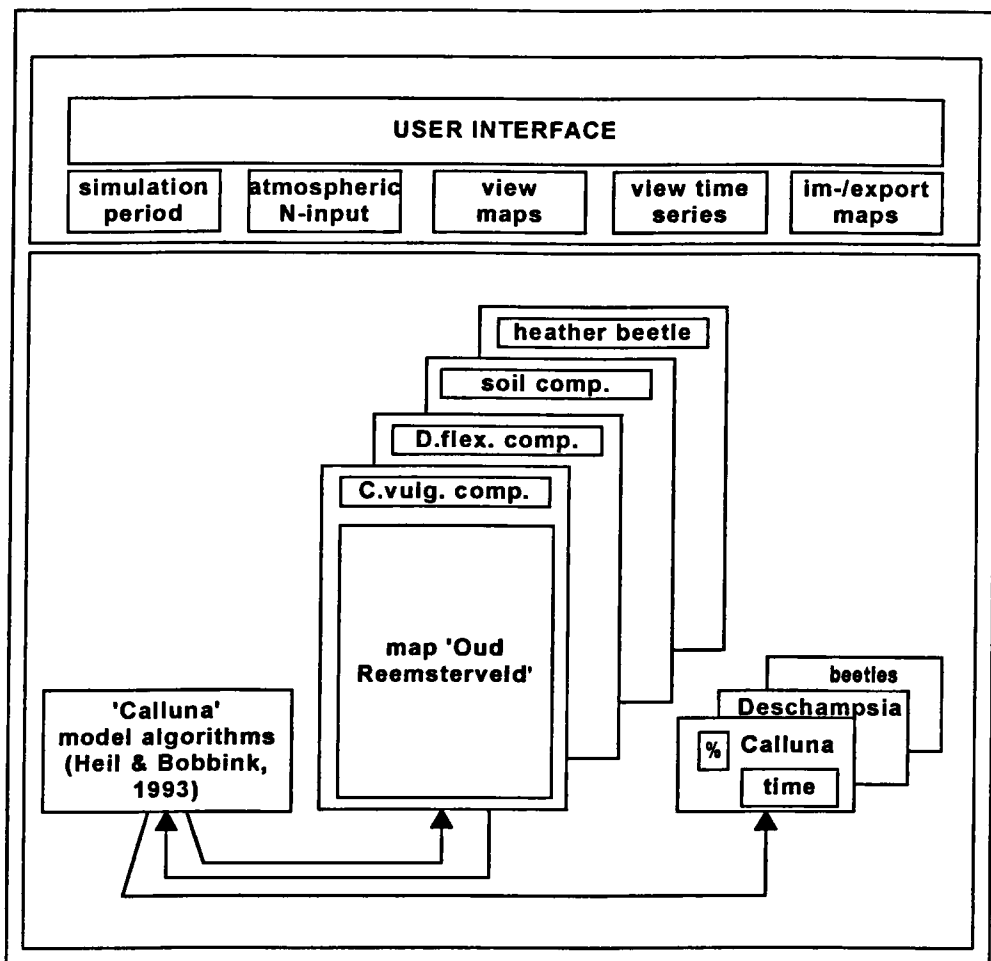 USER INTERFACE
simulation
period
atmospheric
N-input
view
maps
view time
series
im-/export
maps
heather beetle
soil comp.
D.flex. comp.
C.vulg. comp.
map 'Oud
Reemsterveld'
'Calluna'
model algorithms
(Heil & Bobbink,
1993)
beetles
Deschampsia
% Calluna
time